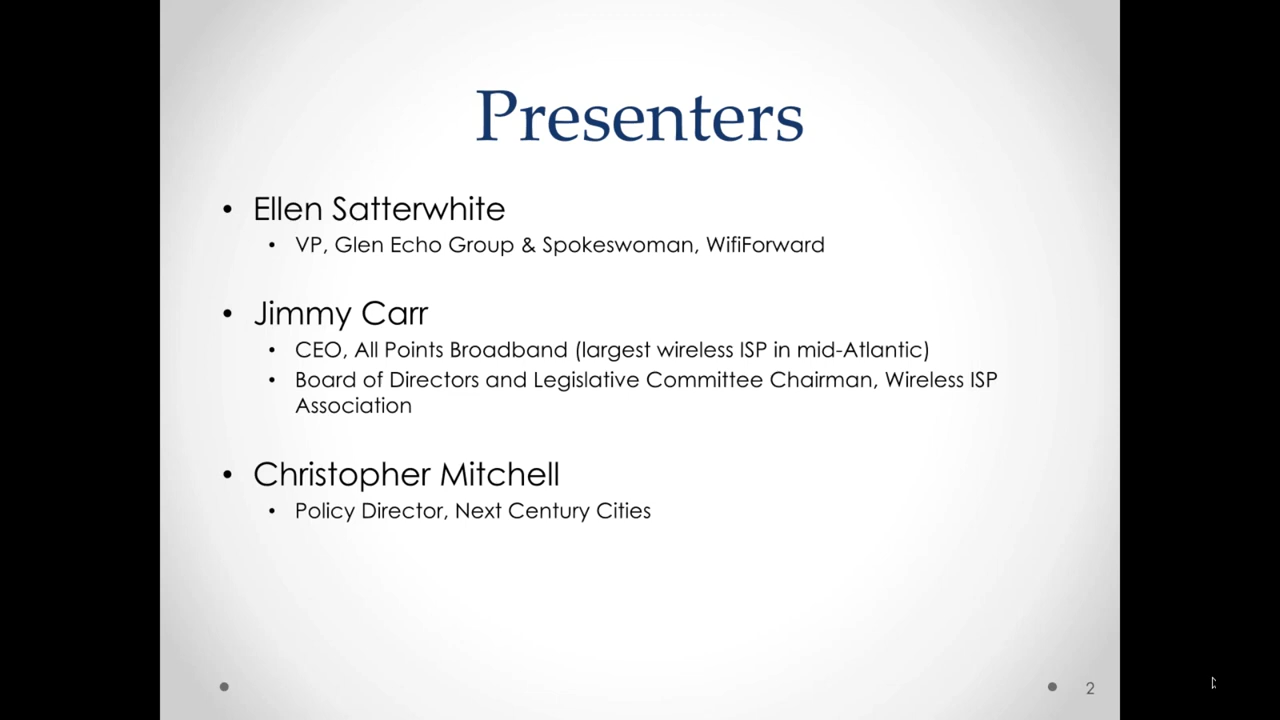 Presenters
• Ellen Satterwhite
• VP, Glen Echo Group & Spokeswoman, WifiForward
• Jimmy Carr
• CEO, All Points Broadband (largest wireless ISP in mid-Atlantic)
• Board of Directors and Legislative Committee Chairman, Wireless ISP
Association
• Christopher Mitchell
• Policy Director, Next Century Cities
2